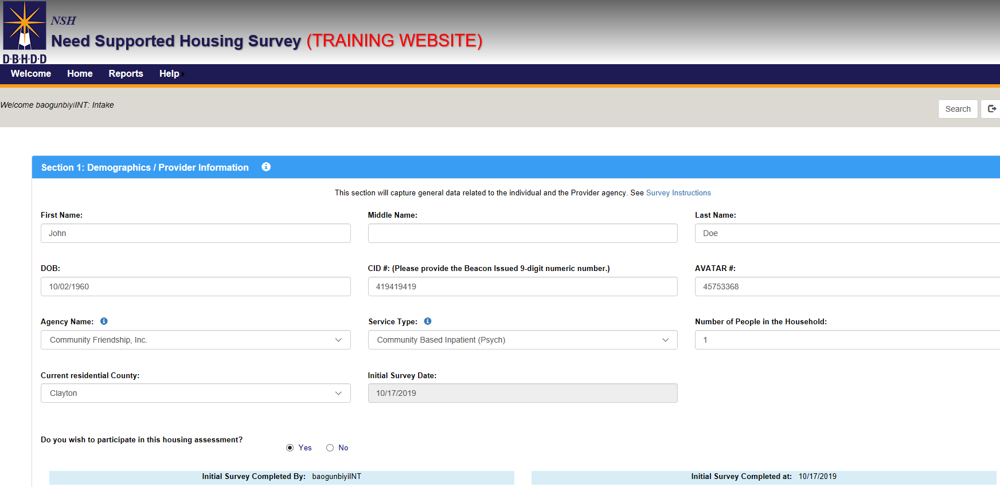 NSH
Need Supported Housing Survey (TRAINING WEBSITE)
D·B·H·D·D
Welcome Home Reports Help
Welcome baogunbiyiINT: Intake
Search
Section 1: Demographics / Provider Information
This section will capture general data related to the individual and the Provider agency. See Survey Instructions
First Name: Middle Name: Last Name:
John Doe
DOB: CID #: (Please provide the Beacon Issued 9-digit numeric number.) AVATAR #:
10/02/1960 419419419 45753368
Agency Name: Service Type: Number of People in the Household:
Community Friendship, Inc. Community Based Inpatient (Psych) 1
Current residential County: Initial Survey Date:
Clayton 10/17/2019
Do you wish to participate in this housing assessment?
Yes No
Initial Survey Completed By: baogunbiyiINT Initial Survey Completed at: 10/17/2019